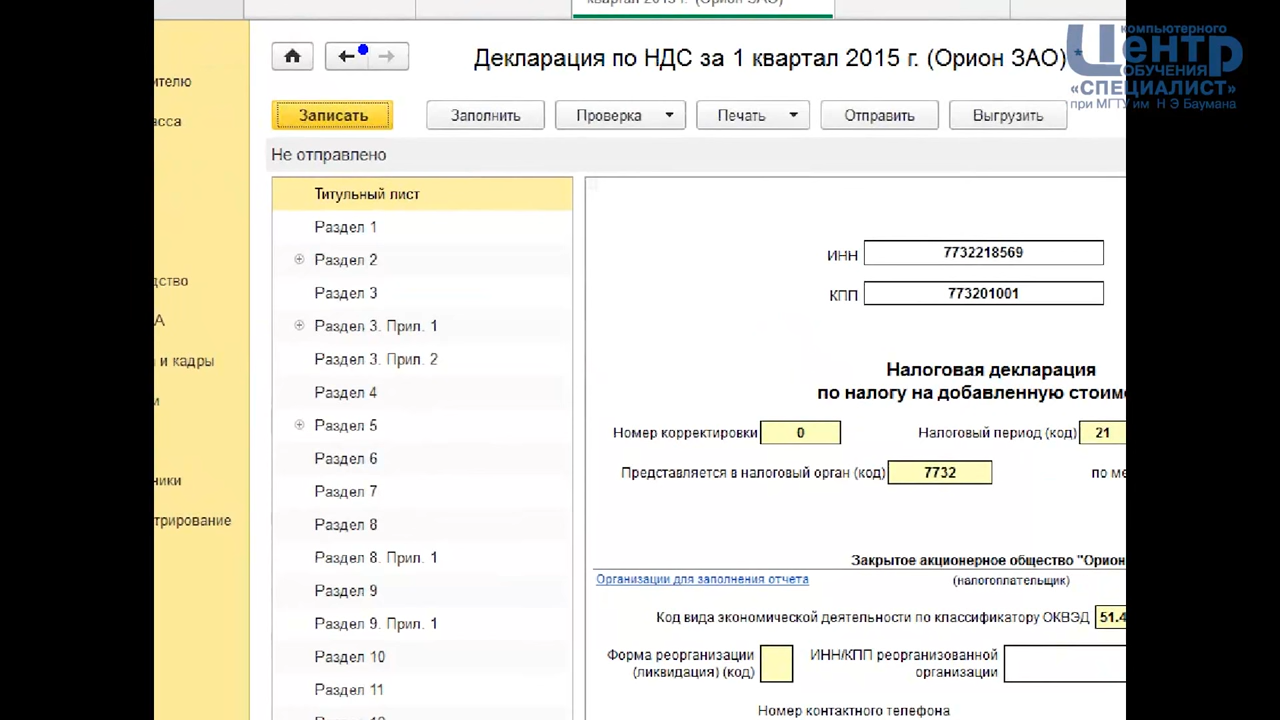 квартал 2015 г. (Орион ЗАО)
компьютерного
Центр
ОБУЧЕНИЯ
«СПЕЦИАЛИСТ»
при МГТУ им Н Э Баумана
Декларация по НДС за 1 квартал 2015 г. (Орион ЗАО)
Записать
Заполнить
Проверка
Печать
Отправить
Выгрузить
Не отправлено
ителю
асса
дство
А
и кадры
и
ники
трирование
Титульный лист
Раздел 1
Раздел 2
Раздел 3
Раздел 3. Прил. 1
Раздел 3. Прил. 2
Раздел 4
Раздел 5
Раздел 6
Раздел 7
Раздел 8
Раздел 8. Прил. 1
Раздел 9
Раздел 9. Прил. 1
Раздел 10
Раздел 11
ИНН 7732218569
КПП 773201001
Налоговая декларация
по налогу на добавленную стоим
Номер корректировки 0 Налоговый период (код) 21
Представляется в налоговый орган (код) 7732 по ме
Закрытое акционерное общество "Орион
Организации для заполнения отчета
(налогоплательщик)
Код вида экономической деятельности по классификатору ОКВЭД 51.4
Форма реорганизации
(ликвидация) (код)
ИНН/КПП реорганизованной
организации
Номер контактного телефона